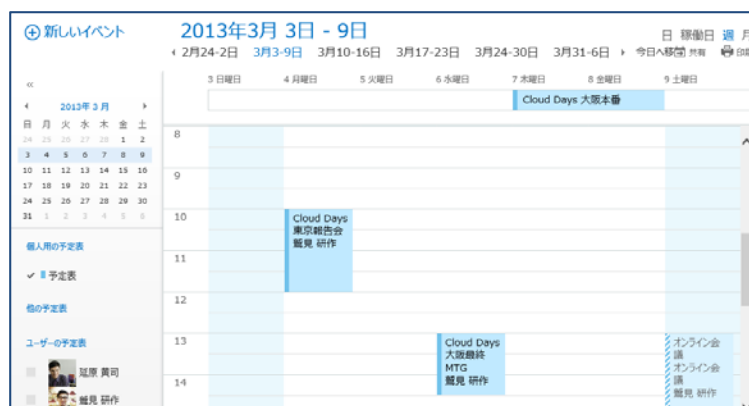 新しいイベント
2013年3月 3日 - 9日
日 稼働日 週 月
2月24-2日 3月3-9日 3月10-16日 3月17-23日 3月24-30日 3月31-6日 今日へ移 共有 印刷
«
3 日曜日 4 月曜日 5 火曜日 6 水曜日 7 木曜日 8 金曜日 9 土曜日
Cloud Days 大阪本番
2013年 3 月
日 月 火 水 木 金 土
24 25 26 27 28 1 2
3 4 5 6 7 8 9
10 11 12 13 14 15 16
17 18 19 20 21 22 23
24 25 26 27 28 29 30
31 1 2 3 4 5 6
個人用の予定表
予定表
他の予定表
ユーザーの予定表
延原 貴司
鷲見 研作
8
9
10
Cloud Days
東京報告会
鷲見 研作
11
12
13
Cloud Days
大阪最終
MTG
鷲見 研作
オンライン会
議
オンライン会
議
鷲見 研作
14